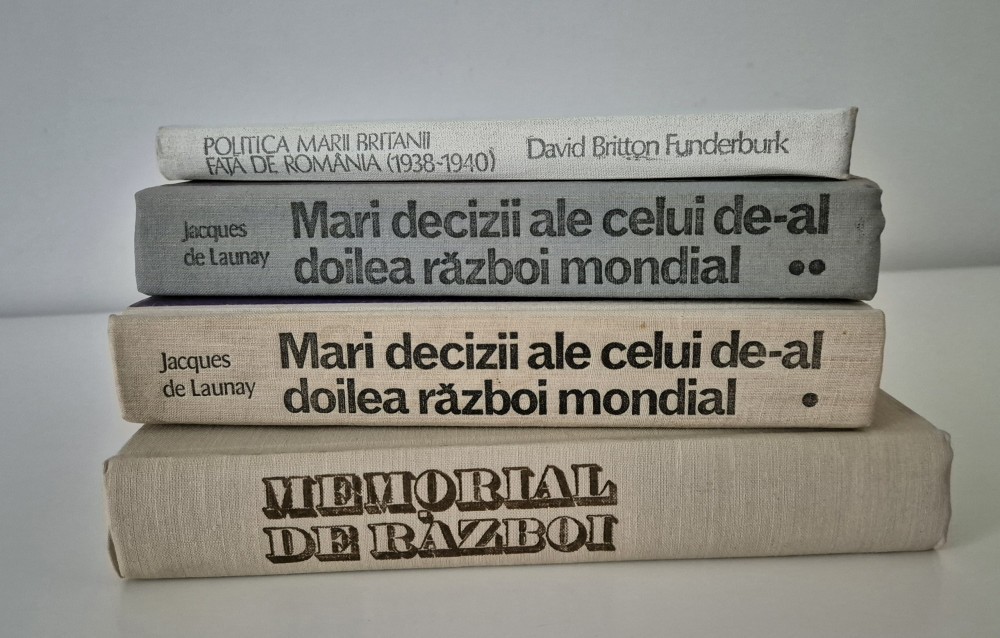 POLITICA MARII BRITANII
FAȚĂ DE ROMÂNIA (1938-1940)
David Britton Funderburk
Jacques
de Launay
Mari decizii ale celui de-al
doilea război mondial
••
Jacques
de Launay
Mari decizii ale celui de-al
doilea război mondial
•
MEMORIAL
DE RĂZBOI